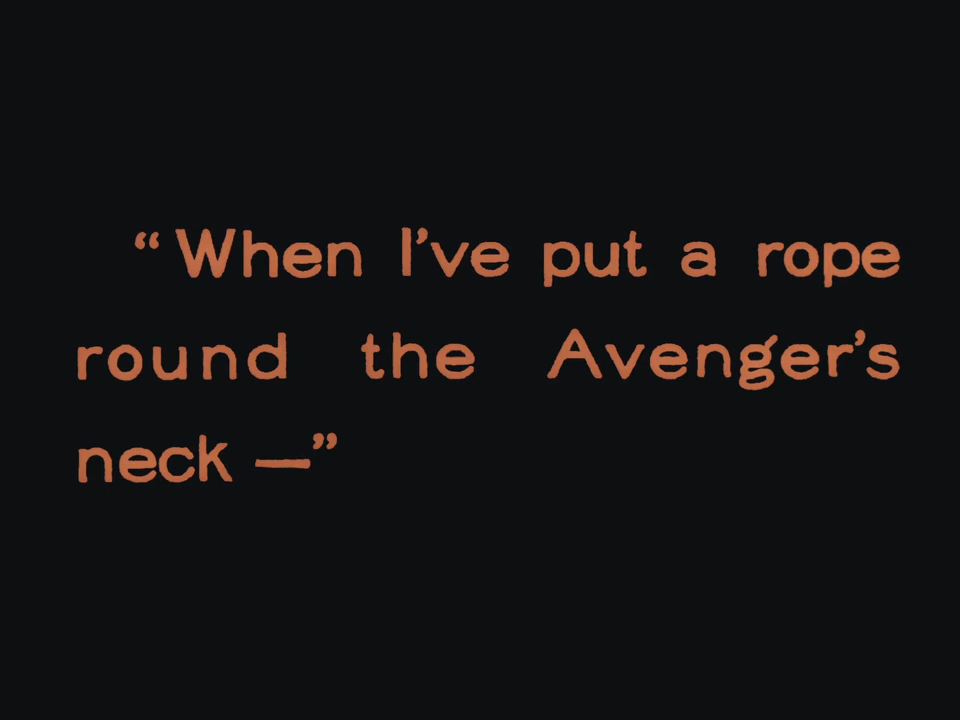 “When I’ve put a rope
round the Avenger’s
neck —”